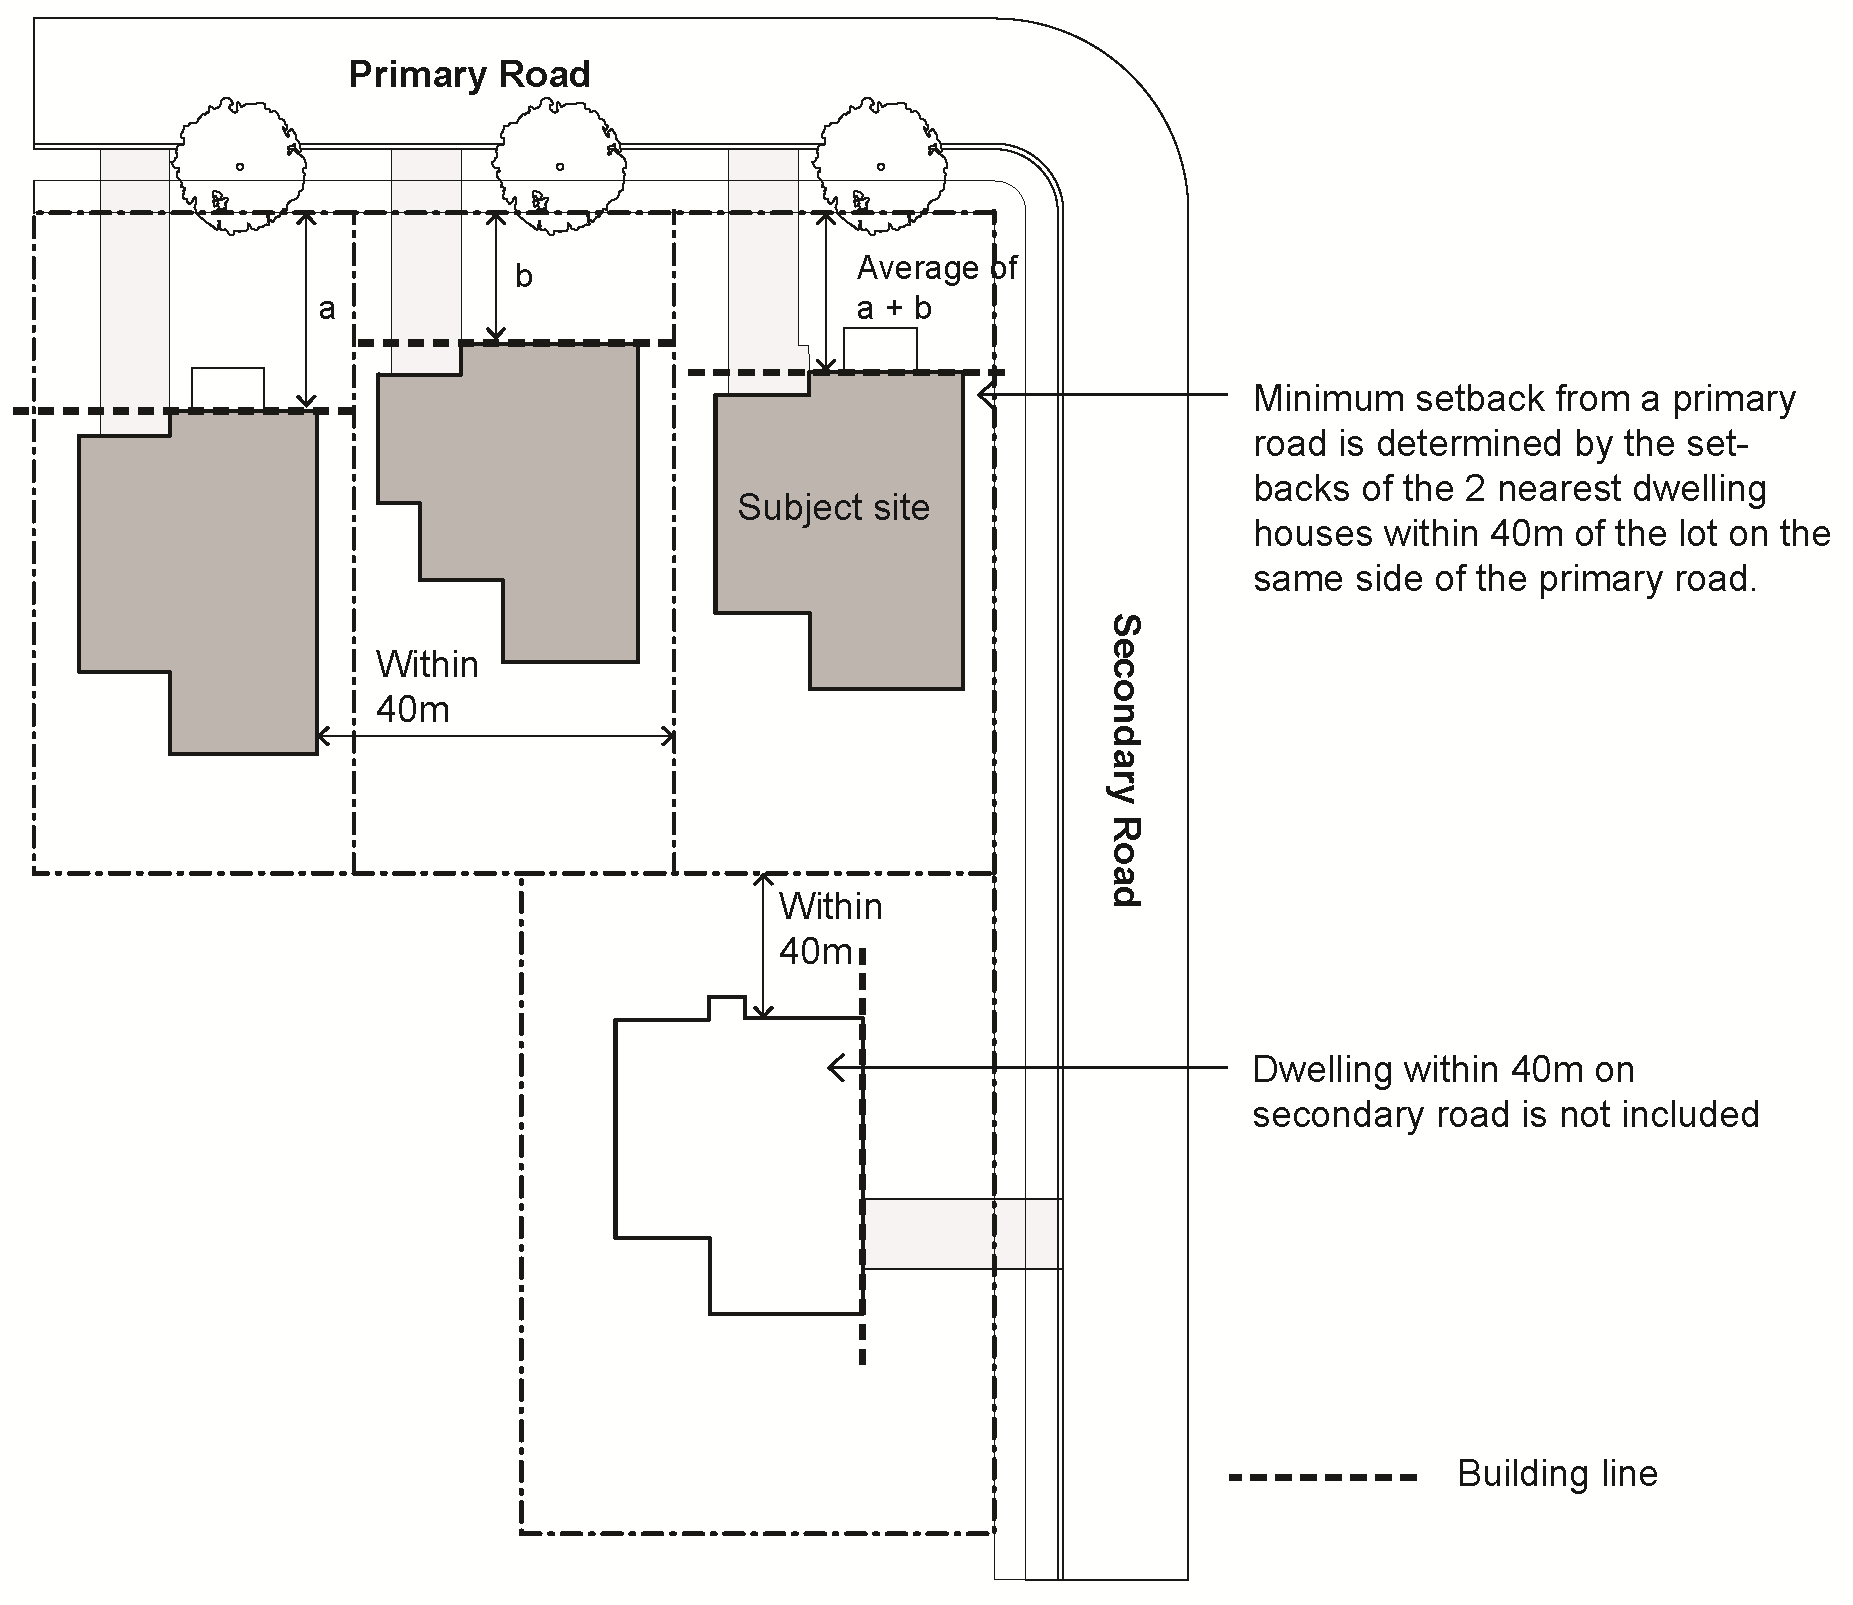 Primary Road
a
b
Average of
a + b
Minimum setback from a primary
road is determined by the set-
backs of the 2 nearest dwelling
houses within 40m of the lot on the
same side of the primary road.
Subject site
Within
40m
Secondary Road
Within
40m
Dwelling within 40m on
secondary road is not included
Building line